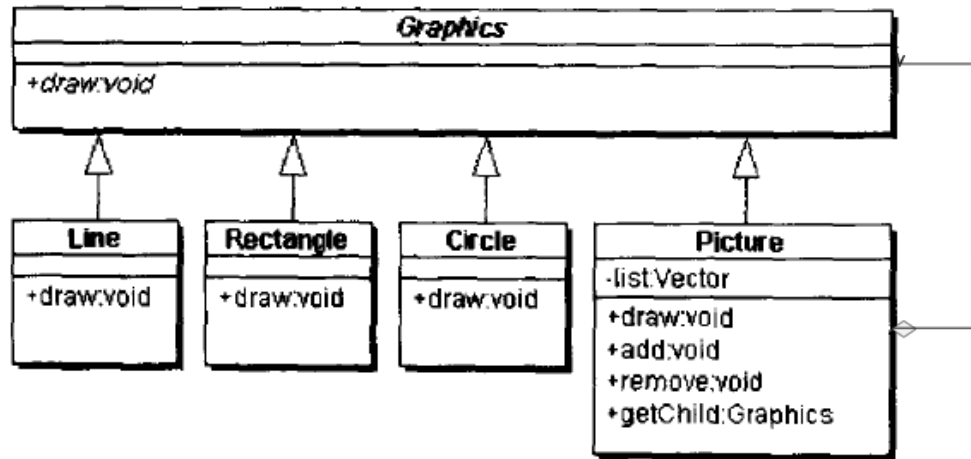 Graphics
+draw:void
Line
+draw:void
Rectangle
+draw:void
Circle
+draw:void
Picture
-list:Vector
+draw:void
+add:void
+remove:void
+getChild:Graphics